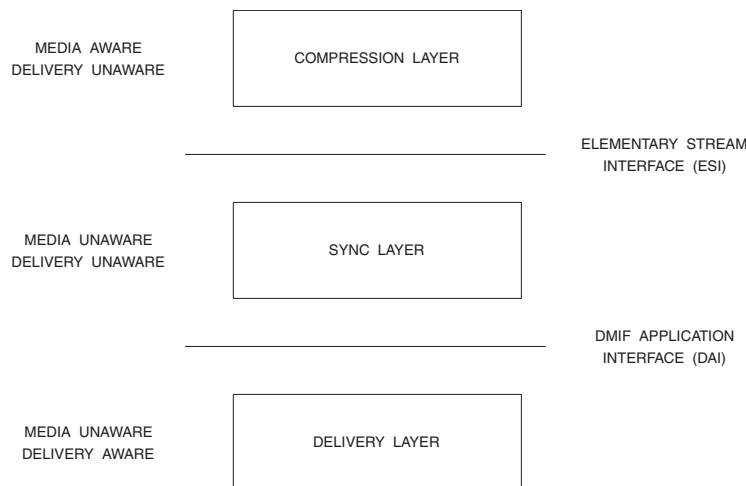 MEDIA AWARE
DELIVERY UNAWARE
COMPRESSION LAYER
ELEMENTARY STREAM
INTERFACE (ESI)
MEDIA UNAWARE
DELIVERY UNAWARE
SYNC LAYER
DMIF APPLICATION
INTERFACE (DAI)
MEDIA UNAWARE
DELIVERY AWARE
DELIVERY LAYER